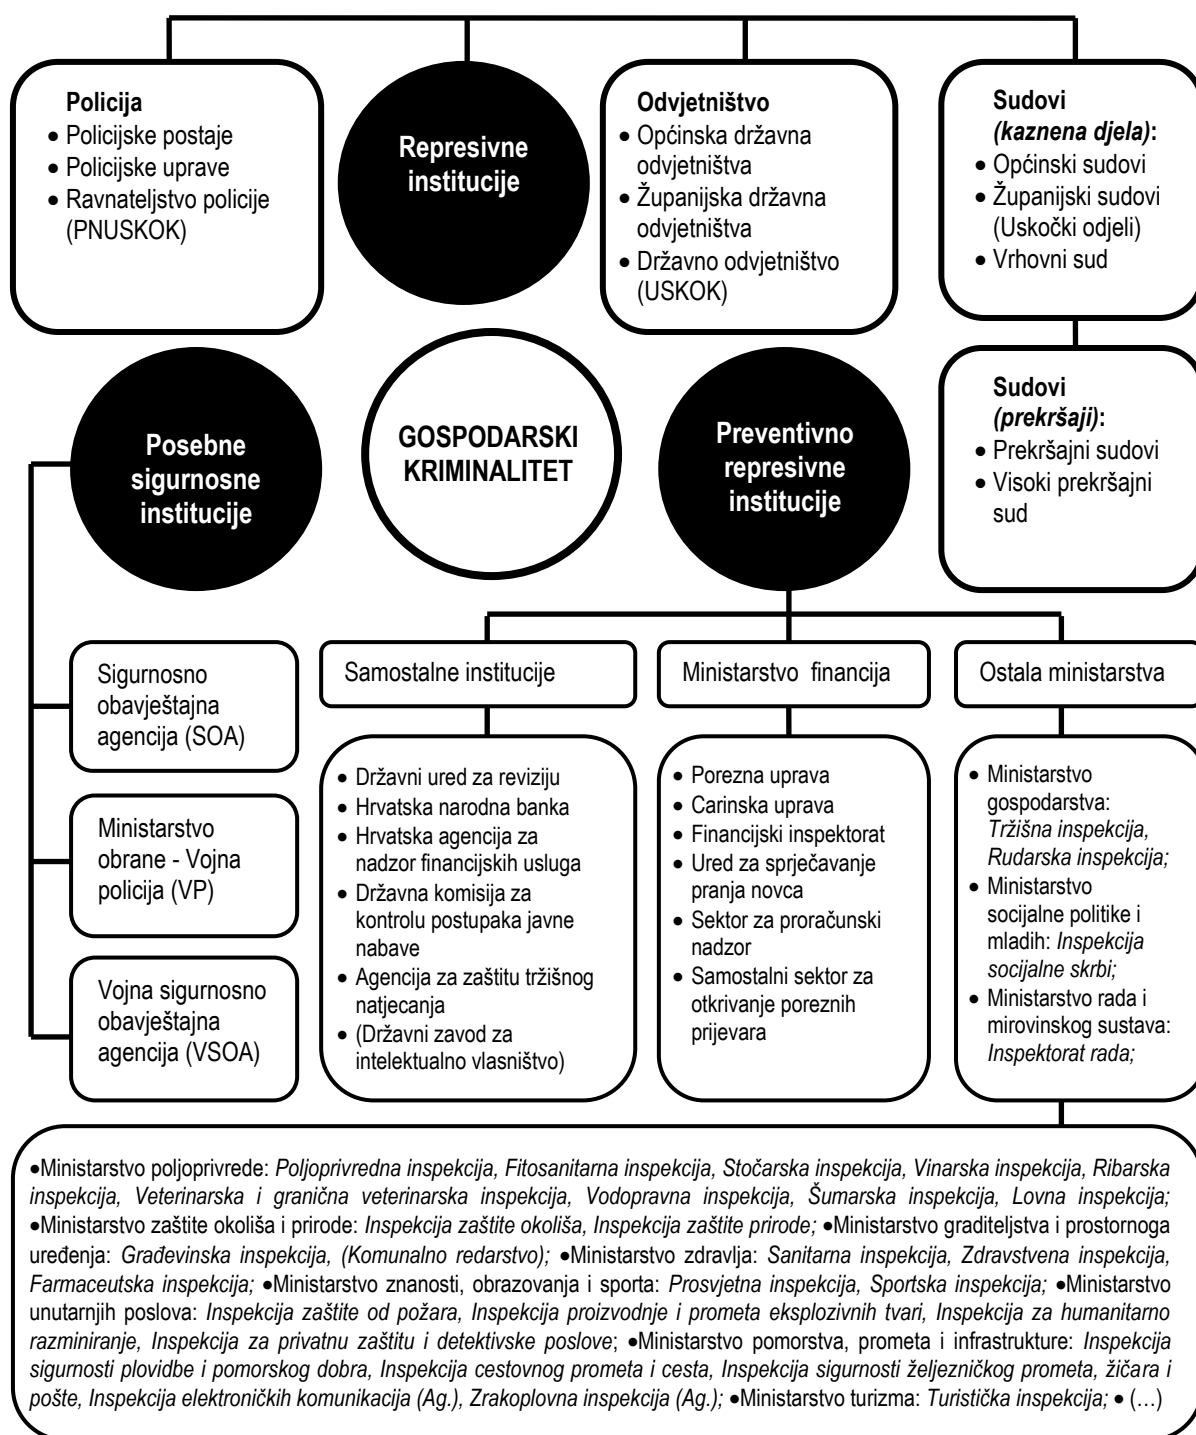 Policija
• Policijske postaje
• Policijske uprave
• Ravnateljstvo policije
(PNUSKOK)
Represivne
institucije
Odvjetništvo
• Općinska državna
odvjetništva
• Županijska državna
odvjetništva
• Državno odvjetništvo
(USKOK)
Sudovi
(kaznena djela):
• Općinski sudovi
• Županijski sudovi
(Uskočki odjeli)
• Vrhovni sud
Posebne
sigurnosne
institucije
GOSPODARSKI
KRIMINALITET
Preventivno
represivne
institucije
Sudovi
(prekršaji):
• Prekršajni sudovi
• Visoki prekršajni
sud
Sigurnosno
obavještajna
agencija (SOA)
Ministarstvo
obrane - Vojna
policija (VP)
Vojna sigurnosno
obavještajna
agencija (VSOA)
Samostalne institucije
• Državni ured za reviziju
• Hrvatska narodna banka
• Hrvatska agencija za
nadzor financijskih usluga
• Državna komisija za
kontrolu postupaka javne
nabave
• Agencija za zaštitu tržišnog
natjecanja
• (Državni zavod za
intelektualno vlasništvo)
Ministarstvo financija
• Porezna uprava
• Carinska uprava
• Financijski inspektorat
• Ured za sprječavanje
pranja novca
• Sektor za proračunski
nadzor
• Samostalni sektor za
otkrivanje poreznih
prijevara
Ostala ministarstva
• Ministarstvo
gospodarstva:
Tržišna inspekcija,
Rudarska inspekcija;
• Ministarstvo
socijalne politike i
mladih: Inspekcija
socijalne skrbi;
• Ministarstvo rada i
mirovinskog sustava:
Inspektorat rada;
•Ministarstvo poljoprivrede: Poljoprivredna inspekcija, Fitosanitarna inspekcija, Stočarska inspekcija, Vinarska inspekcija, Ribarska
inspekcija, Veterinarska i granična veterinarska inspekcija, Vodopravna inspekcija, Šumarska inspekcija, Lovna inspekcija;
•Ministarstvo zaštite okoliša i prirode: Inspekcija zaštite okoliša, Inspekcija zaštite prirode; •Ministarstvo graditeljstva i prostornoga
uređenja: Građevinska inspekcija, (Komunalno redarstvo); •Ministarstvo zdravlja: Sanitarna inspekcija, Zdravstvena inspekcija,
Farmaceutska inspekcija; •Ministarstvo znanosti, obrazovanja i sporta: Prosvjetna inspekcija, Sportska inspekcija; •Ministarstvo
unutarnjih poslova: Inspekcija zaštite od požara, Inspekcija proizvodnje i prometa eksplozivnih tvari, Inspekcija za humanitarno
razminiranje, Inspekcija za privatnu zaštitu i detektivske poslove; •Ministarstvo pomorstva, prometa i infrastrukture: Inspekcija
sigurnosti plovidbe i pomorskog dobra, Inspekcija cestovnog prometa i cesta, Inspekcija sigurnosti željezničkog prometa, žičara i
pošte, Inspekcija elektroničkih komunikacija (Ag.), Zrakoplovna inspekcija (Ag.); •Ministarstvo turizma: Turistička inspekcija; • (…)